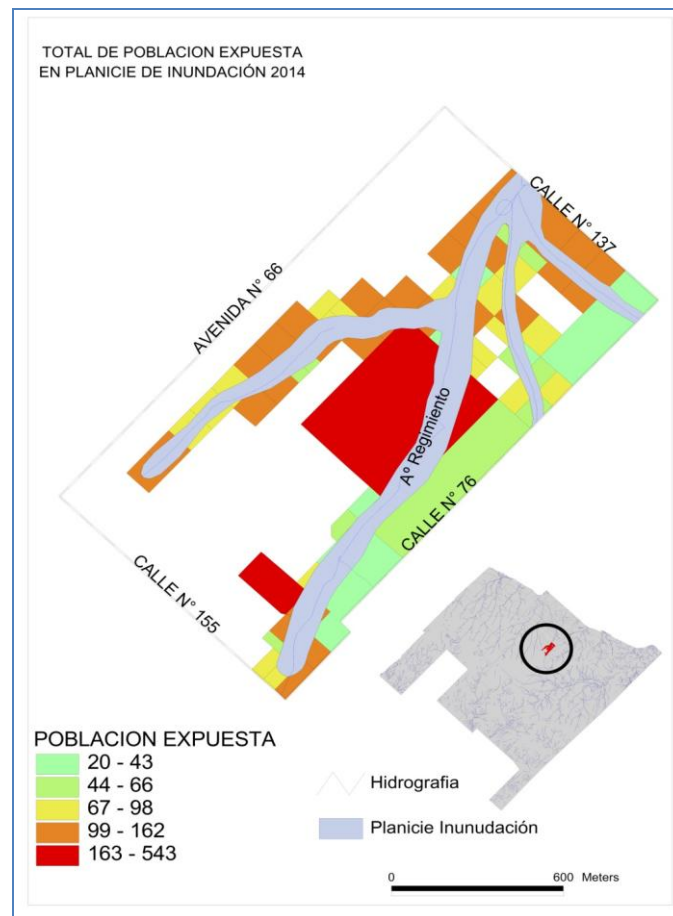 TOTAL DE POBLACION EXPUESTA
EN PLANICIE DE INUNDACIÓN 2014
CALLE N° 137
AVENIDA N° 66
Aº Regimiento
CALLE N° 76
CALLE N° 155
POBLACION EXPUESTA
20 - 43
44 - 66
67 - 98
99 - 162
163 - 543
Hidrografia
Planicie Inunudación
0 600 Meters